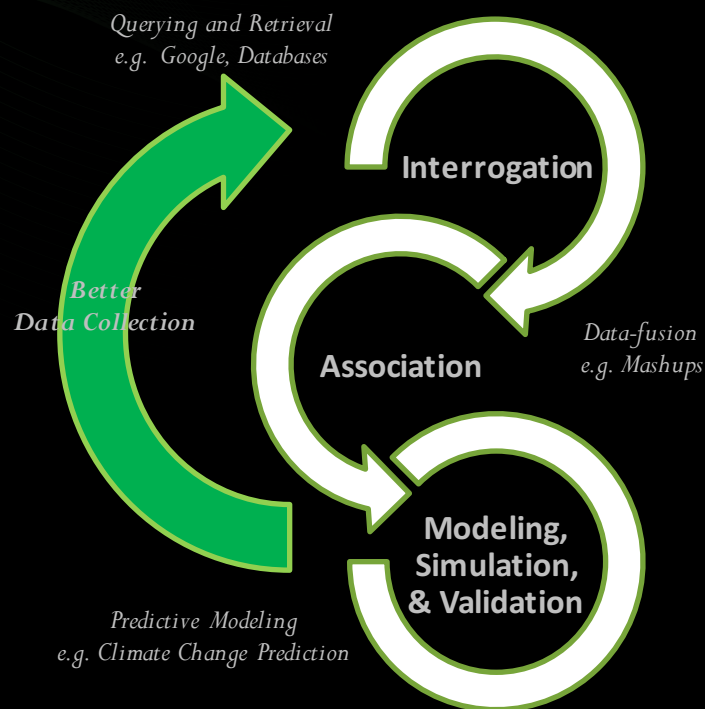 Querying and Retrieval
e.g. Google, Databases
Interrogation
Better
Data Collection
Data-fusion
e.g. Mashups
Association
Modeling,
Simulation,
& Validation
Predictive Modeling
e.g. Climate Change Prediction